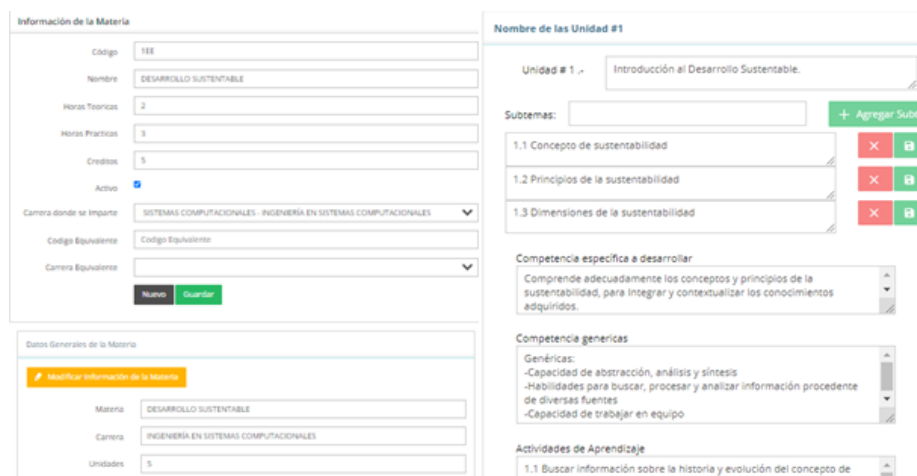 Información de la Materia
Código 1EE
Nombre DESARROLLO SUSTENTABLE
Horas Teoricas 2
Horas Practicas 3
Creditos 5
Activo
Carrera donde se Imparte SISTEMAS COMPUTACIONALES - INGENIERÍA EN SISTEMAS COMPUTACIONALES
Codigo Equivalente Codigo Equivalente
Carrera Equivalente
Nuevo Guardar
Datos Generales de la Materia
Modificar Información de la Materia
Materia DESARROLLO SUSTENTABLE
Carrera INGENIERÍA EN SISTEMAS COMPUTACIONALES
Unidades 5
Nombre de las Unidad #1
Unidad # 1 .- Introducción al Desarrollo Sustentable.
Subtemas: + Agregar Subt
1.1 Concepto de sustentabilidad
1.2 Principios de la sustentabilidad
1.3 Dimensiones de la sustentabilidad
Competencia específica a desarrollar
Comprende adecuadamente los conceptos y principios de la
sustentabilidad, para Integrar y contextualizar los conocimientos
adquiridos.
Competencia genericas
Genéricas:
-Capacidad de abstracción, análisis y síntesis
-Habilidades para buscar, procesar y analizar información procedente
de diversas fuentes
-Capacidad de trabajar en equipo
Actividades de Aprendizaje
1.1 Buscar información sobre la historia y evolución del concepto de